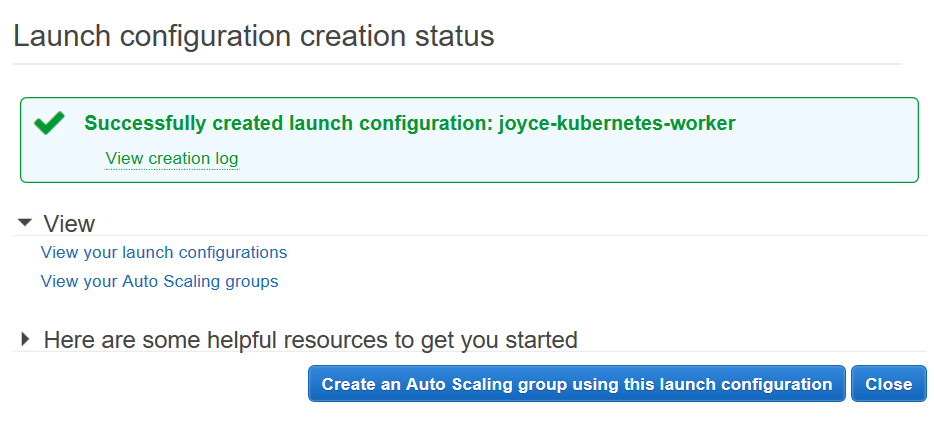 Launch configuration creation status
Successfully created launch configuration: joyce-kubernetes-worker
View creation log
View
View your launch configurations
View your Auto Scaling groups
Here are some helpful resources to get you started
Create an Auto Scaling group using this launch configuration
Close